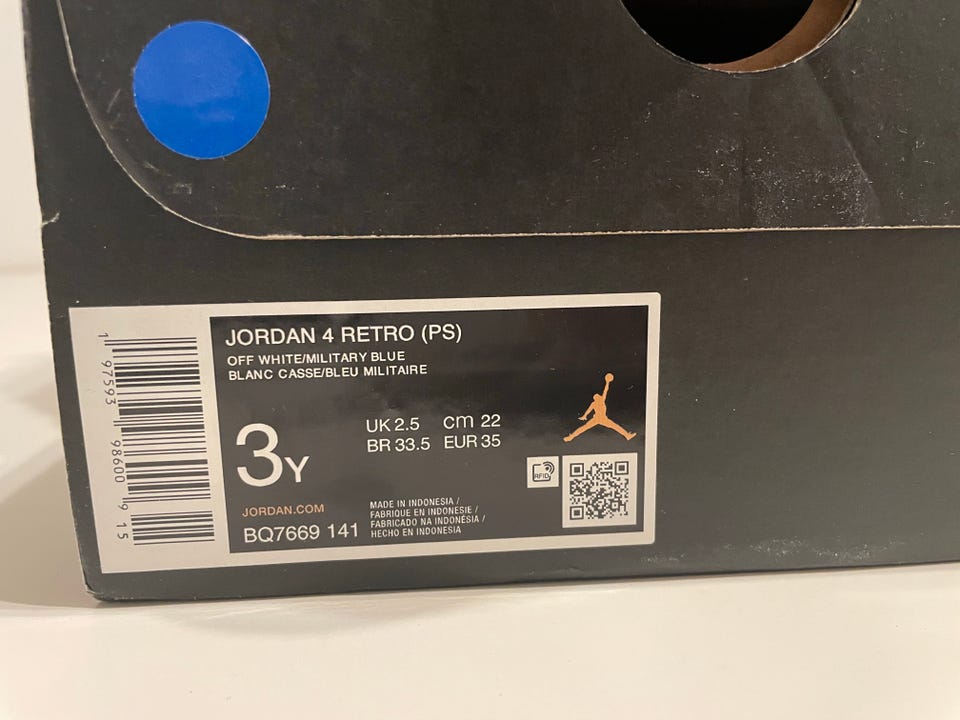 JORDAN 4 RETRO (PS)
OFF WHITE/MILITARY BLUE
BLANC CASSE/BLEU MILITAIRE
3Y
UK 2.5 cm 22
BR 33.5 EUR 35
RFID
JORDAN.COM
BQ7669 141
MADE IN INDONESIA /
FABRIQUE EN INDONESIE /
FABRICADO NA INDONÉSIA /
HECHO EN INDONESIA
1 97593 98600 9 15